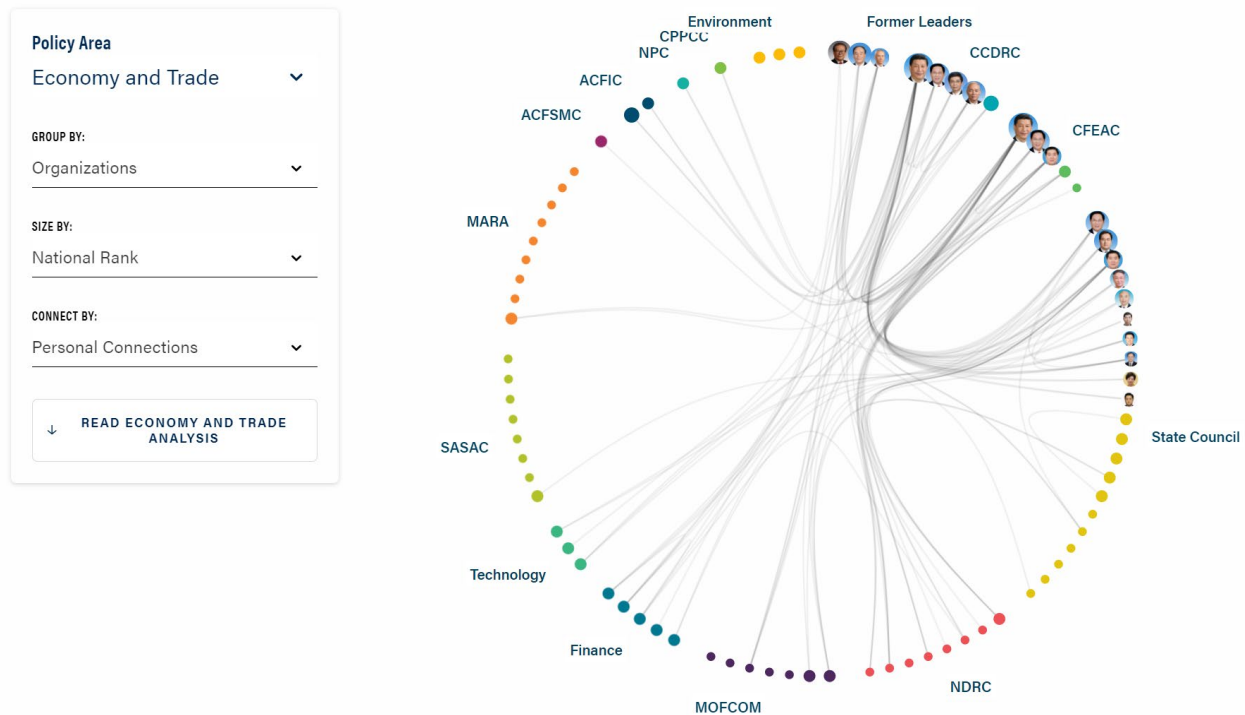 Policy Area
Economy and Trade
GROUP BY:
Organizations
SIZE BY:
National Rank
CONNECT BY:
Personal Connections
READ ECONOMY AND TRADE
ANALYSIS
Environment
Former Leaders
CPPCC
NPC
CCDRC
ACFIC
ACFSMC
CFEAC
MARA
State Council
SASAC
Technology
Finance
NDRC
MOFCOM